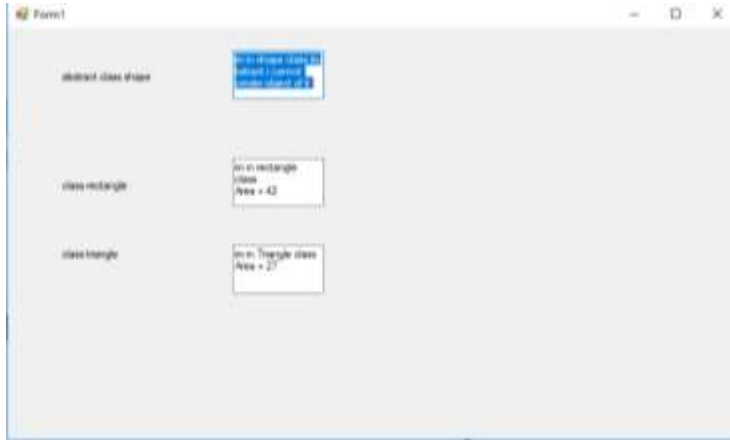 Form1
abstract class shape
im in shape class its
abtract i cannot
create object of it
class rectangle
im in rectangle
class
Area = 42
class triangle
im in Triangle class
Area = 27